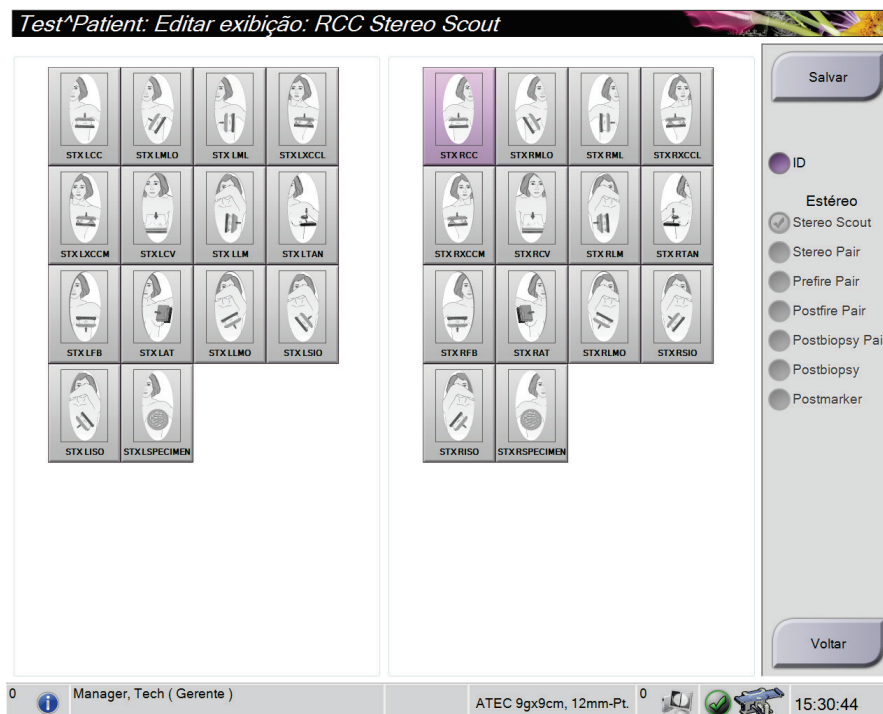 Test^Patient: Editar exibição: RCC Stereo Scout
STX LCC STX LMLO STX LML STX LXCCL
STX LXCCM STX LCV STX LLM STX LTAN
STX LFB STX LAT STX LLMO STX LSIO
STX LISO STX LSPECIMEN
STX RCC STX RMLO STX RML STX RXCCL
STX RXCCM STX RCV STX RLM STX RTAN
STX RFB STX RAT STX RLMO STX RSIO
STX RISO STX RSPECIMEN
Salvar
ID
Estéreo
Stereo Scout
Stereo Pair
Prefire Pair
Postfire Pair
Postbiopsy Pai
Postbiopsy
Postmarker
Voltar
0 Manager, Tech ( Gerente ) ATEC 9gx9cm, 12mm-Pt. 0 15:30:44